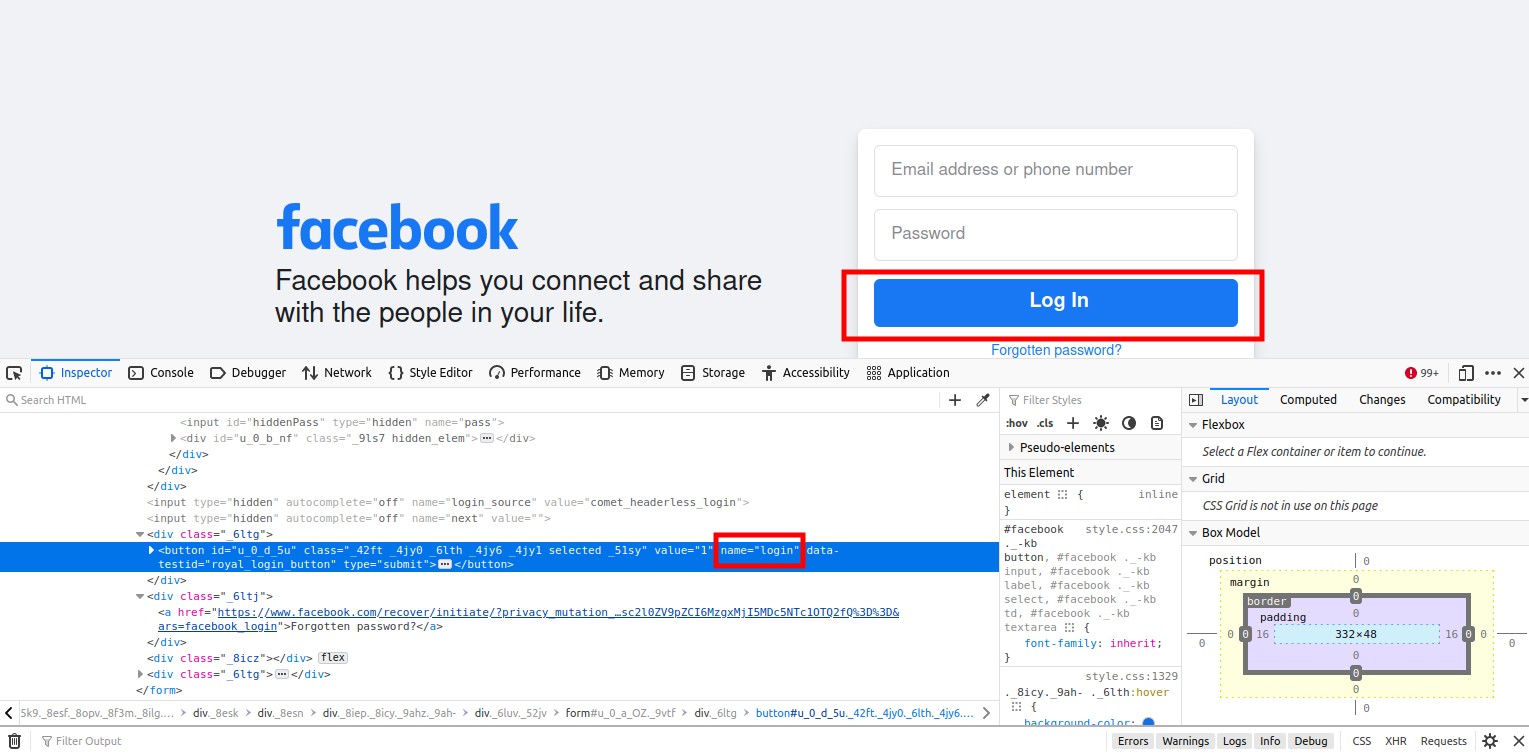 Email address or phone number
facebook
Password
Facebook helps you connect and share
with the people in your life.
Log In
Forgotten password?
Inspector Console Debugger Network Style Editor Performance Memory Storage Accessibility Application 99+
Search HTML
<input id="hiddenPass" type="hidden" name="pass">
<div id="u_0_b_nf" class="_9ls7 hidden_elem"></div>
</div>
</div>
</div>
<input type="hidden" autocomplete="off" name="login_source" value="comet_headerless_login">
<input type="hidden" autocomplete="off" name="next" value="">
<div class="_6ltg">
<button id="u_0_d_5u" class="_42ft _4jy0 _6lth _4jy6 _4jy1 selected _51sy" value="1" name="login" data-
testid="royal_login_button" type="submit"></button>
</div>
<div class="_6ltj">
<a href="https://www.facebook.com/recover/initiate/?privacy_mutation_…sc2l0ZV9pZCI6MzgxMjI5MDc5NTc1OTQ2fQ%3D%3D&
ars=facebook_login">Forgotten password?</a>
</div>
<div class="_8icz"></div> flex
<div class="_6ltg"></div>
</form>
5k9._8esf._8opv._8f3m._8ilg.… div._8esk div._8esn div._8iep._8icy._9ahz._9ah- div._6luv._52jv form#u_0_a_OZ._9vtf div._6ltg button#u_0_d_5u._42ft._4jy0._6lth._4jy6.…
Filter Styles
:hov .cls
Pseudo-elements
This Element
element { inline
}
#facebook style.css:2047
._-kb
button, #facebook ._-kb
input, #facebook ._-kb
label, #facebook ._-kb
select, #facebook ._-kb
td, #facebook ._-kb
textarea {
font-family: inherit;
}
style.css:1329
._8icy._9ah- ._6lth:hover
{
background-color:
Layout Computed Changes Compatibility
Flexbox
Select a Flex container or item to continue.
Grid
CSS Grid is not in use on this page
Box Model
position 0
margin 0
border 0
padding 0
0 0 0 16 332×48 16 0 0 0
0
0
0
0
Filter Output
Errors Warnings Logs Info Debug CSS XHR Requests